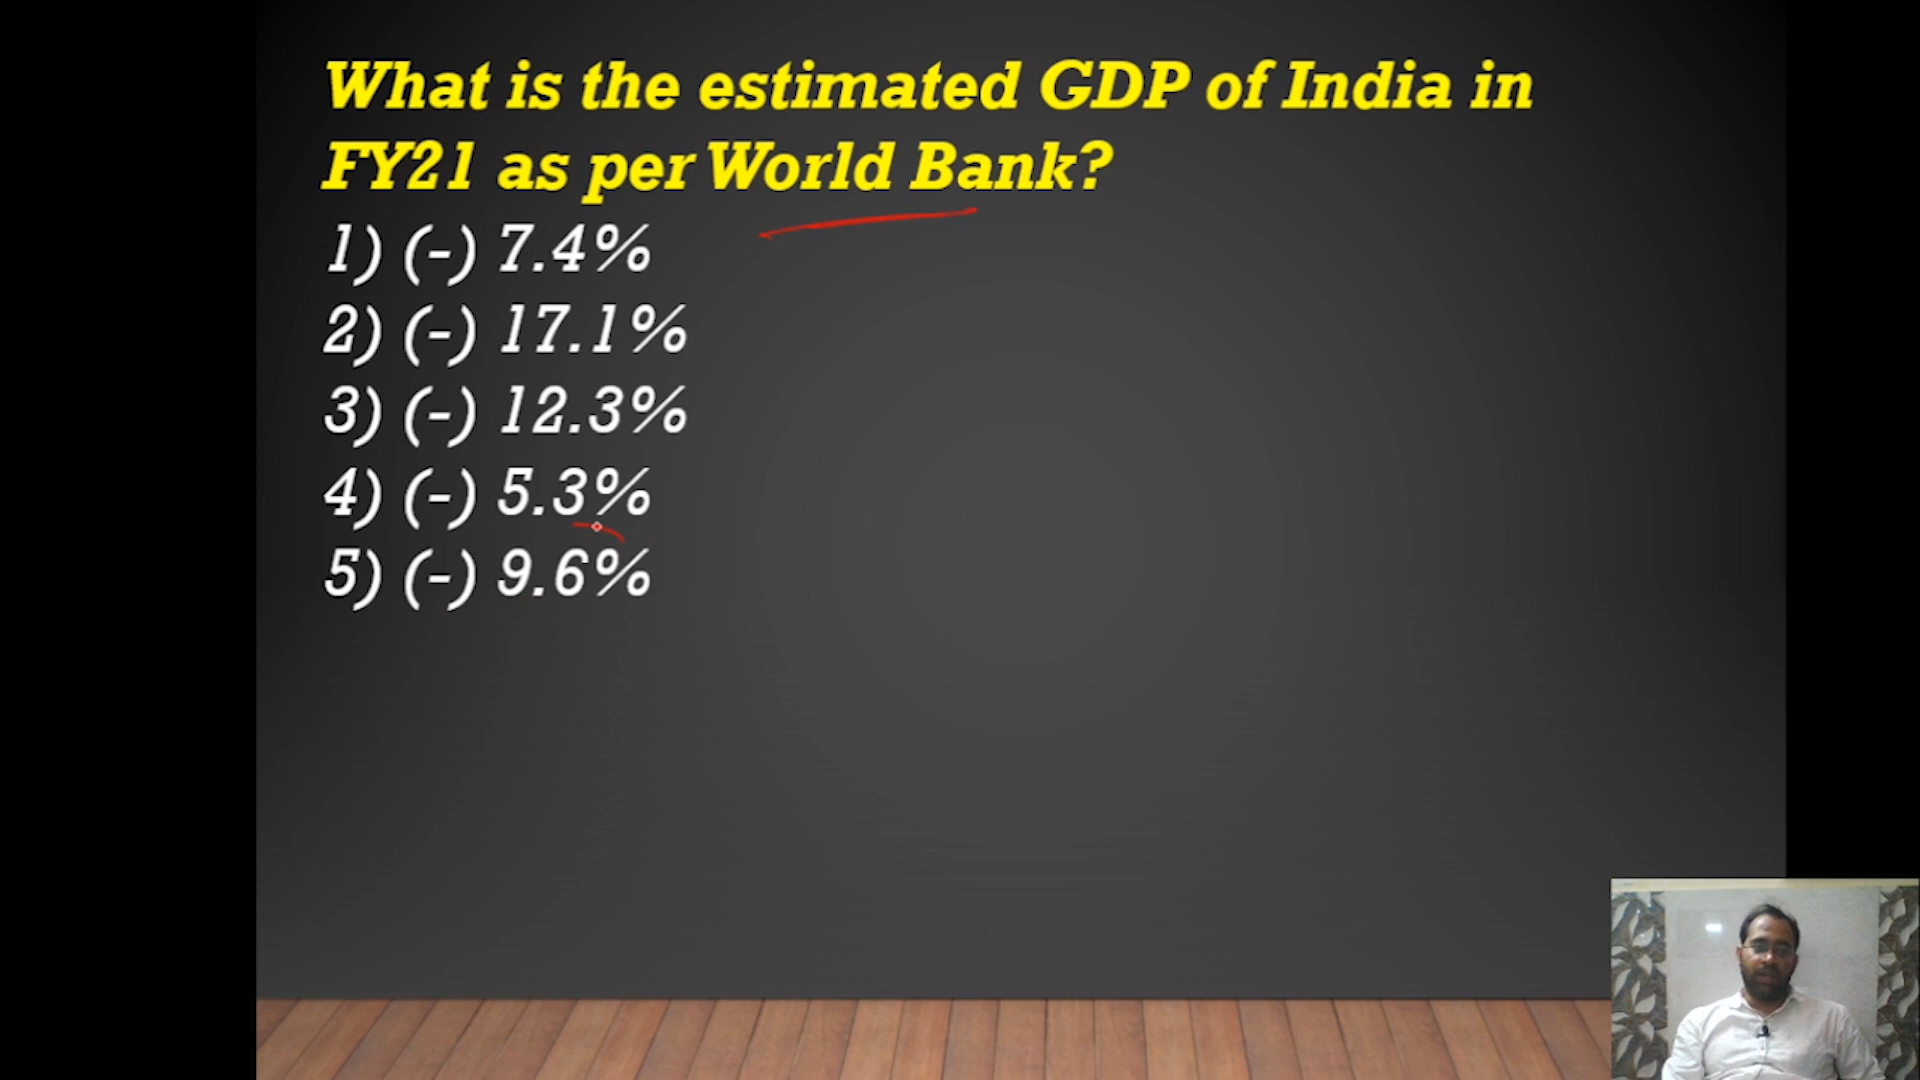 What is the estimated GDP of India in
FY21 as per World Bank?
1) (-) 7.4%
2) (-) 17.1%
3) (-) 12.3%
4) (-) 5.3%
5) (-) 9.6%